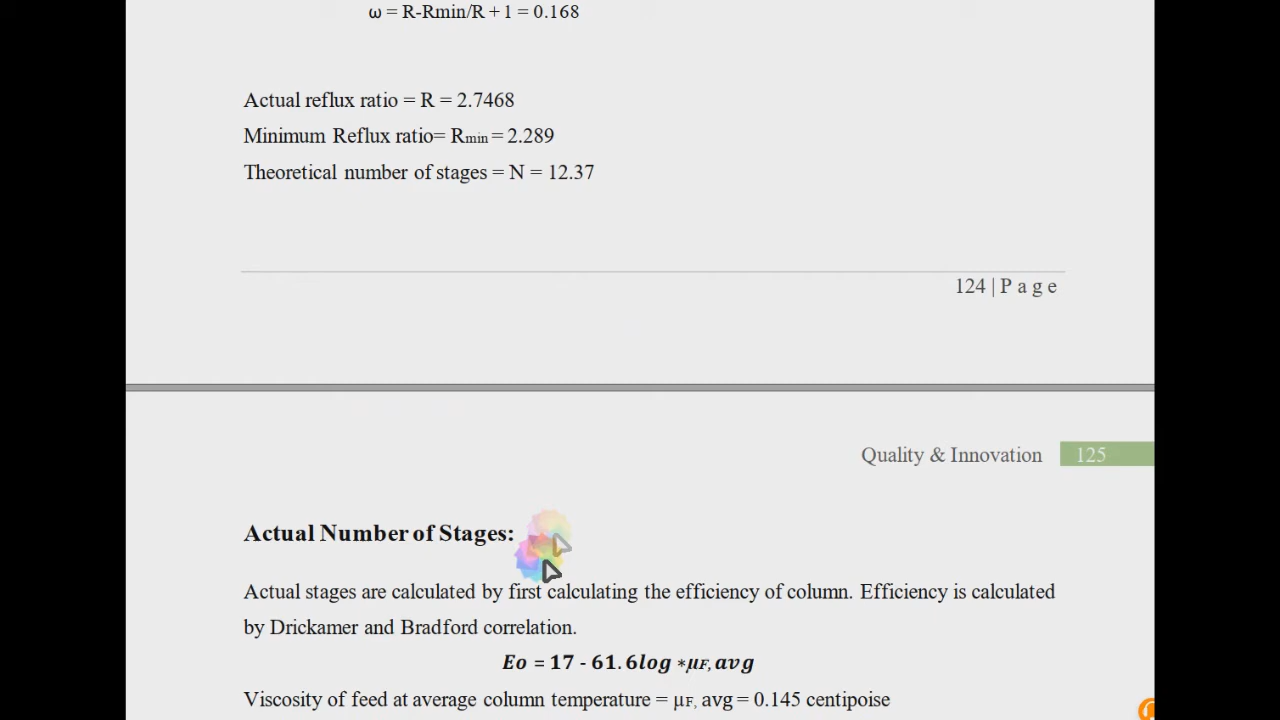 ω = R-Rmin/R + 1 = 0.168
Actual reflux ratio = R = 2.7468
Minimum Reflux ratio= Rmin = 2.289
Theoretical number of stages = N = 12.37
124 | P a g e
Quality & Innovation 125
Actual Number of Stages:
Actual stages are calculated by first calculating the efficiency of column. Efficiency is calculated
by Drickamer and Bradford correlation.
Eo = 17 - 61.6log *μF, avg
Viscosity of feed at average column temperature = μF, avg = 0.145 centipoise